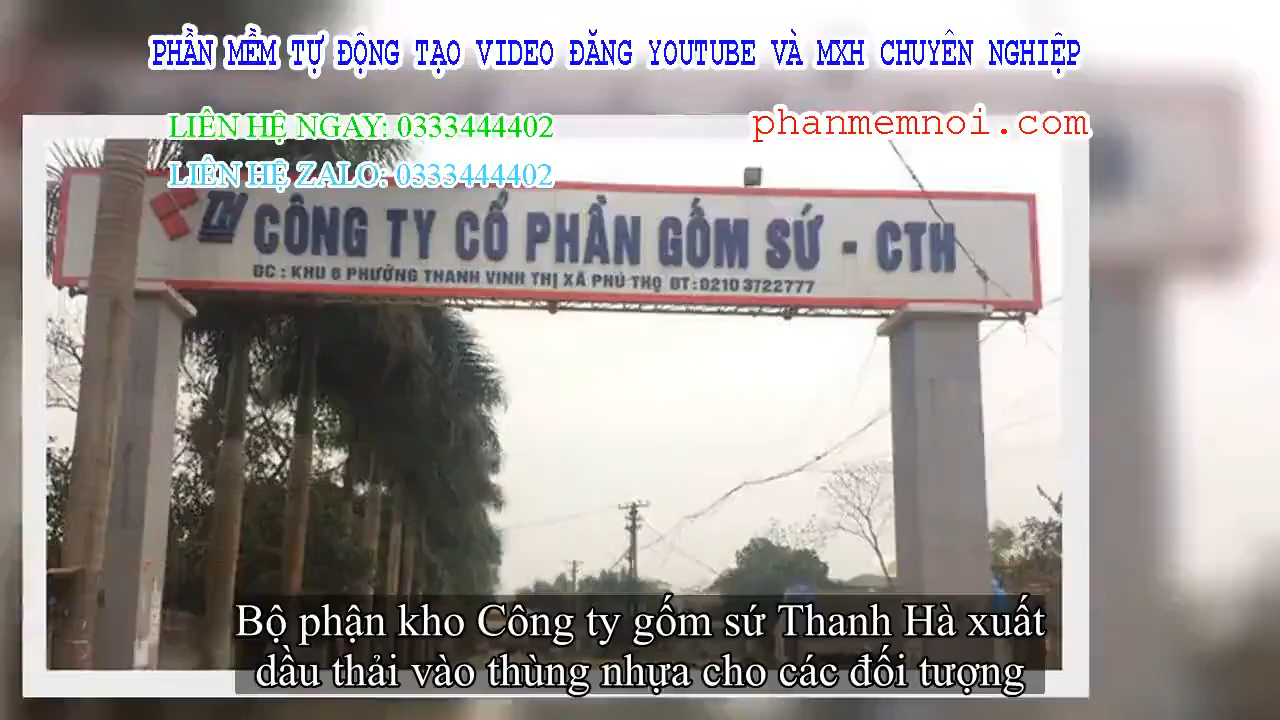 PHẦN MỀM TỰ ĐỘNG TẠO VIDEO ĐĂNG YOUTUBE VÀ MXH CHUYÊN NGHIỆP
LIÊN HỆ NGAY: 0333444402
phanmemnoi.com
LIÊN HỆ ZALO: 0333444402
TH CÔNG TY CỔ PHẦN GỐM SỨ - CTH
ĐC : KHU 6 PHƯỜNG THANH VINH THỊ XÃ PHÚ THỌ ĐT: 0210 3722777
Bộ phận kho Công ty gốm sứ Thanh Hà xuất
dầu thải vào thùng nhựa cho các đối tượng